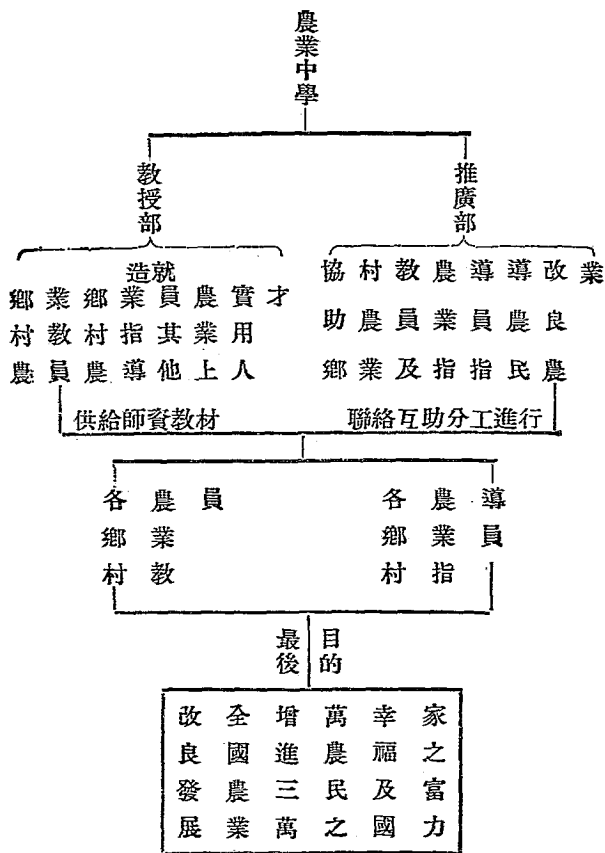 農業中學
教授部
造就
鄉村農
業教員
鄉村農
業指導
員其他
農業上
實用人
才
供給師資教材
推廣部
協助鄉
村農業
教員及
農業指
導員指
導農民
改良農
業
聯絡互助分工進行
各鄉村
農業教
員
各鄉村
農業指
導員
最後
目的
改良發展
全國農業
增進三萬
萬農民之
幸福及國
家之富力